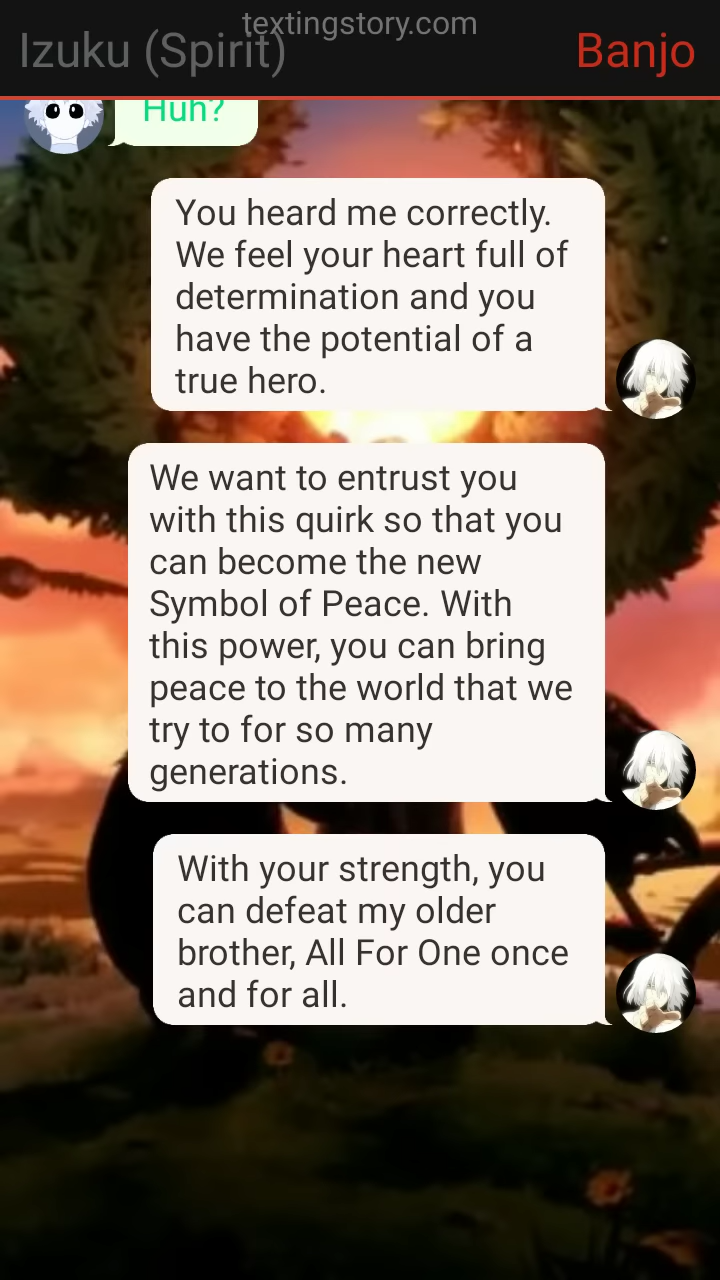 textingstory.com
Izuku (Spirit)
Banjo
Huh?
You heard me correctly.
We feel your heart full of
determination and you
have the potential of a
true hero.
We want to entrust you
with this quirk so that you
can become the new
Symbol of Peace. With
this power, you can bring
peace to the world that we
try to for so many
generations.
With your strength, you
can defeat my older
brother, All For One once
and for all.